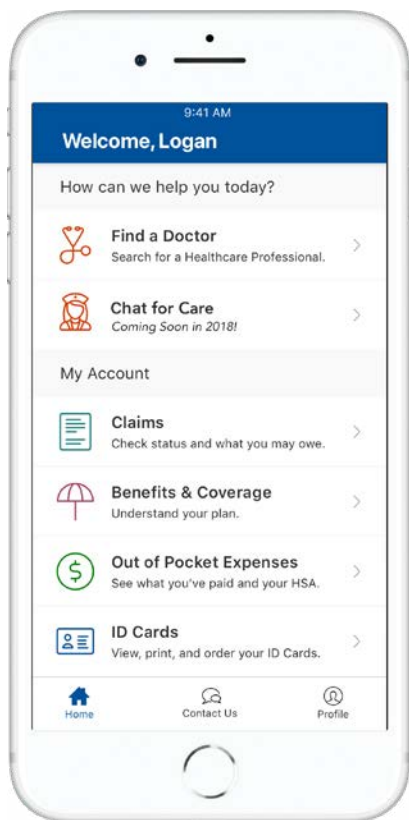 9:41 AM
Welcome, Logan
How can we help you today?
Find a Doctor
Search for a Healthcare Professional.
Chat for Care
Coming Soon in 2018!
My Account
Claims
Check status and what you may owe.
Benefits & Coverage
Understand your plan.
Out of Pocket Expenses
See what you've paid and your HSA.
ID Cards
View, print, and order your ID Cards.
Home Contact Us Profile